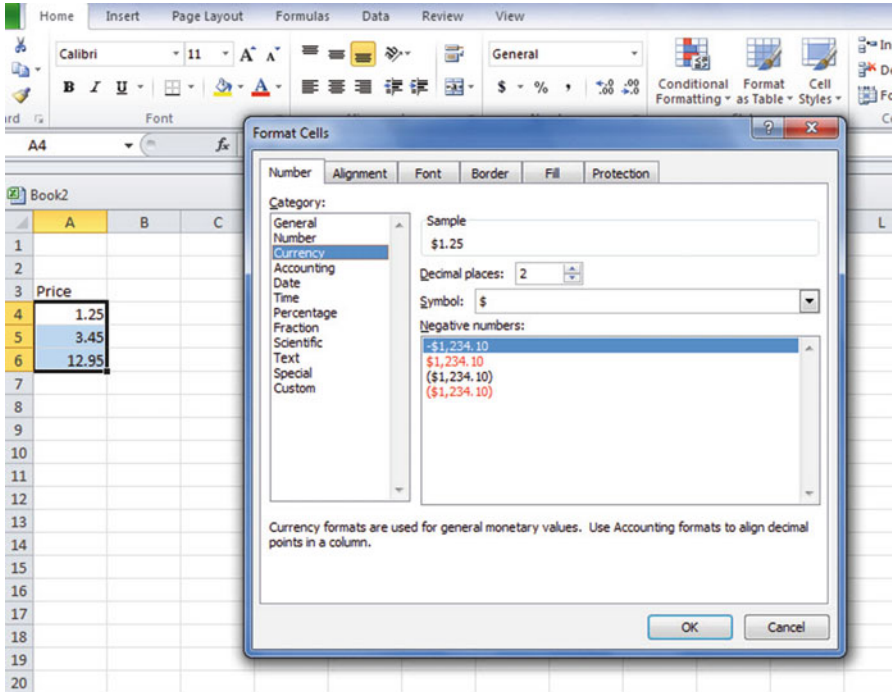 Home Insert Page Layout Formulas Data Review View
Calibri 11 A A General
B I U A $ % , .00 .00 Conditional Formatting Format as Table Cell Styles
Font
A4 fx
Format Cells
Number Alignment Font Border Fill Protection
Book2
A B C L
Category:
General
Number
Currency
Accounting
Date
Time
Percentage
Fraction
Scientific
Text
Special
Custom
Sample
$1.25
Decimal places: 2
Symbol: $
Negative numbers:
-$1,234.10
$1,234.10
($1,234.10)
($1,234.10)
Currency formats are used for general monetary values. Use Accounting formats to align decimal
points in a column.
OK Cancel
1
2
3 Price
4 1.25
5 3.45
6 12.95
7
8
9
10
11
12
13
14
15
16
17
18
19
20